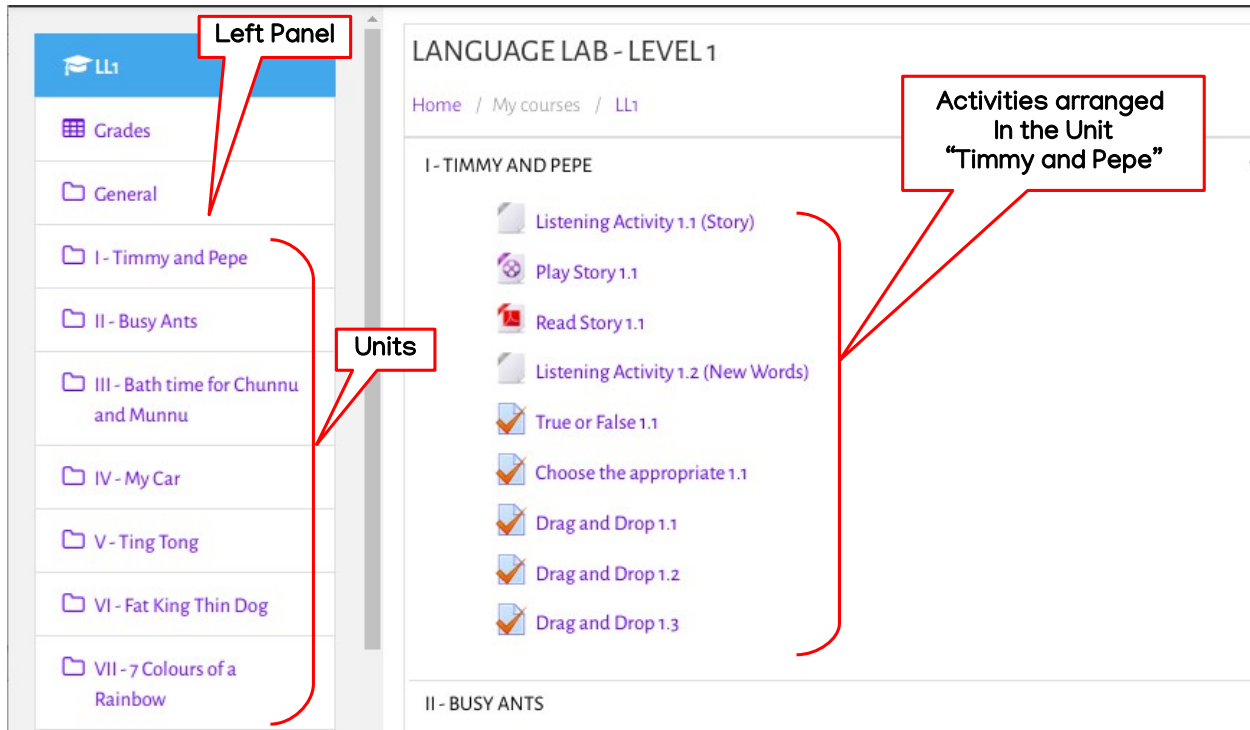 Left Panel
LL1
Grades
General
I - Timmy and Pepe
II - Busy Ants
III - Bath time for Chunnu
and Munnu
IV - My Car
V - Ting Tong
VI - Fat King Thin Dog
VII - 7 Colours of a
Rainbow
Units
LANGUAGE LAB - LEVEL 1
Home / My courses / LL1
Activities arranged
In the Unit
“Timmy and Pepe”
I - TIMMY AND PEPE
Listening Activity 1.1 (Story)
Play Story 1.1
Read Story 1.1
Listening Activity 1.2 (New Words)
True or False 1.1
Choose the appropriate 1.1
Drag and Drop 1.1
Drag and Drop 1.2
Drag and Drop 1.3
II - BUSY ANTS